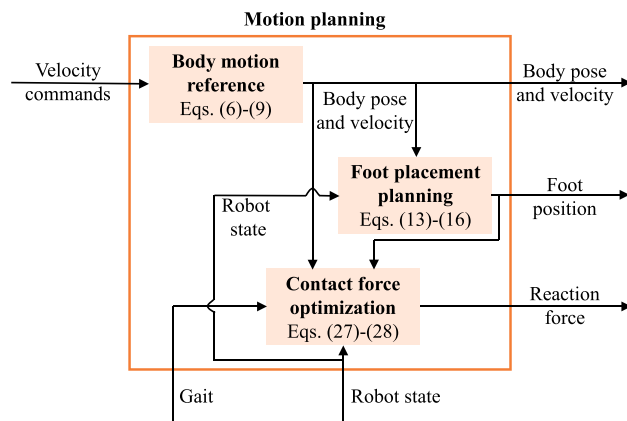 Motion planning
Velocity
commands
Body motion
reference
Eqs. (6)-(9)
Body pose
and velocity
Body pose
and velocity
Foot placement
planning
Eqs. (13)-(16)
Robot
state
Foot
position
Contact force
optimization
Eqs. (27)-(28)
Reaction
force
Gait
Robot state